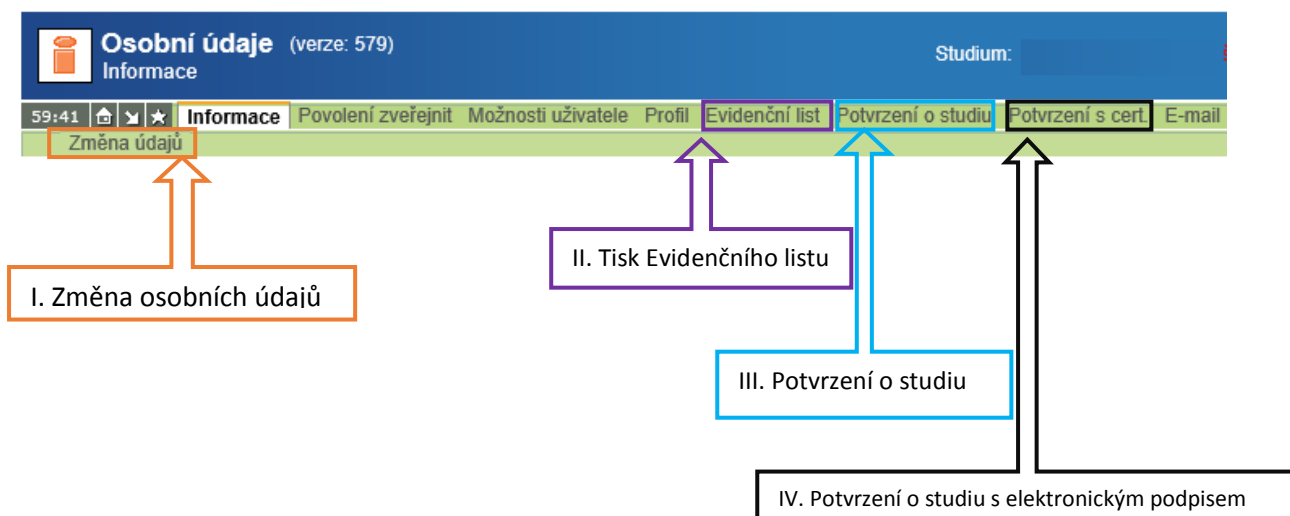 Osobní údaje (verze: 579)
Informace
Studium:
59:41 Informace Povolení zveřejnit Možnosti uživatele Profil Evidenční list Potvrzení o studiu Potvrzení s cert. E-mail
Změna údajů
II. Tisk Evidenčního listu
I. Změna osobních údajů
III. Potvrzení o studiu
IV. Potvrzení o studiu s elektronickým podpisem